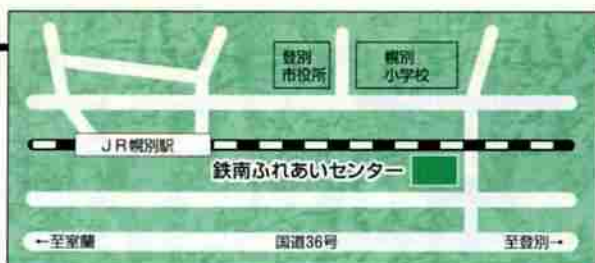 登別
市役所
幌別
小学校
JR幌別駅
鉄南ふれあいセンター
←至室蘭
国道36号
至登別→